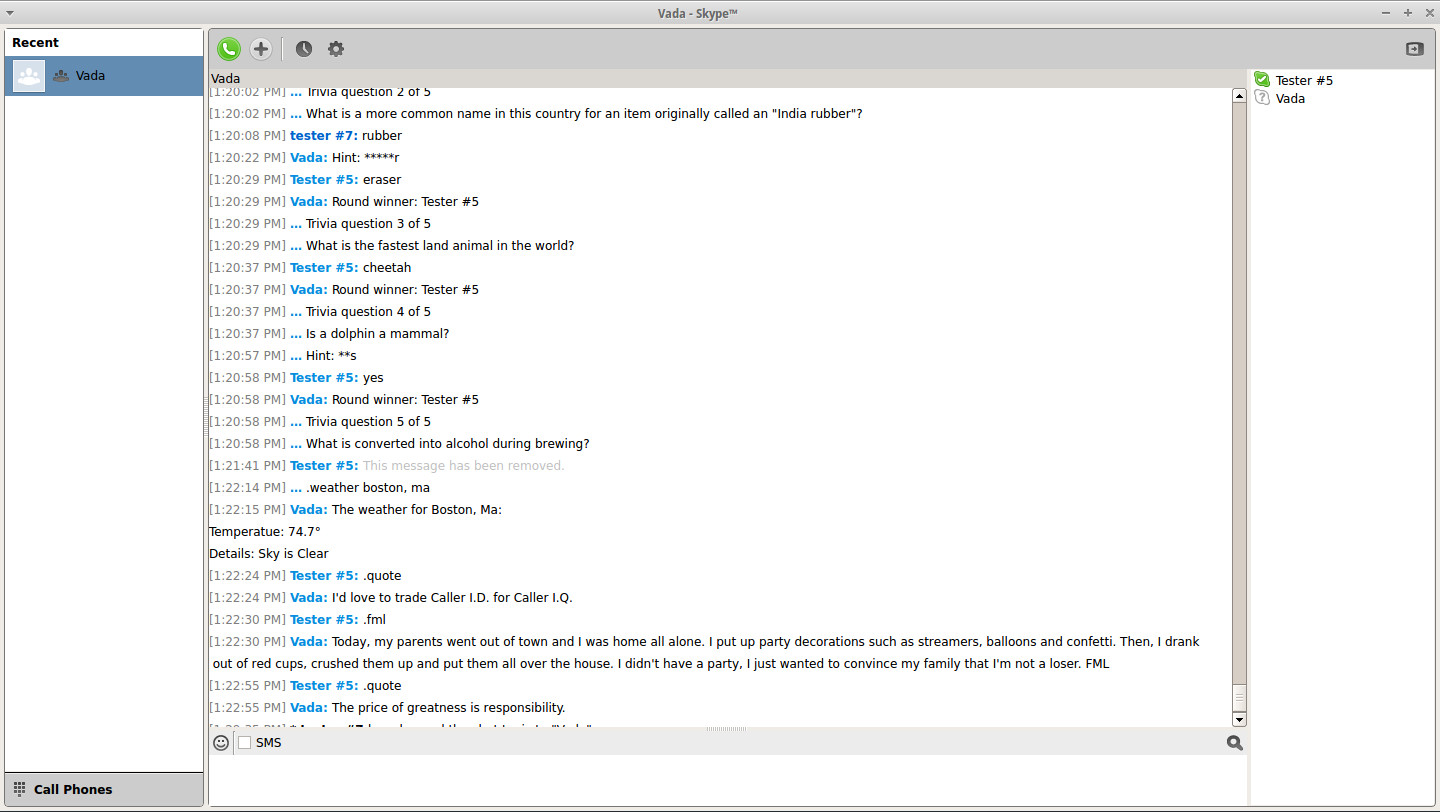 Vada - Skype™
Recent
Vada
Call Phones
Vada
[1:20:02 PM] ... Trivia question 2 of 5
[1:20:02 PM] ... What is a more common name in this country for an item originally called an "India rubber"?
[1:20:08 PM] tester #7: rubber
[1:20:22 PM] Vada: Hint: *****r
[1:20:29 PM] Tester #5: eraser
[1:20:29 PM] Vada: Round winner: Tester #5
[1:20:29 PM] ... Trivia question 3 of 5
[1:20:29 PM] ... What is the fastest land animal in the world?
[1:20:37 PM] Tester #5: cheetah
[1:20:37 PM] Vada: Round winner: Tester #5
[1:20:37 PM] ... Trivia question 4 of 5
[1:20:37 PM] ... Is a dolphin a mammal?
[1:20:57 PM] ... Hint: **s
[1:20:58 PM] Tester #5: yes
[1:20:58 PM] Vada: Round winner: Tester #5
[1:20:58 PM] ... Trivia question 5 of 5
[1:20:58 PM] ... What is converted into alcohol during brewing?
[1:21:41 PM] Tester #5: This message has been removed.
[1:22:14 PM] ... .weather boston, ma
[1:22:15 PM] Vada: The weather for Boston, Ma:
Temperatue: 74.7°
Details: Sky is Clear
[1:22:24 PM] Tester #5: .quote
[1:22:24 PM] Vada: I'd love to trade Caller I.D. for Caller I.Q.
[1:22:30 PM] Tester #5: .fml
[1:22:30 PM] Vada: Today, my parents went out of town and I was home all alone. I put up party decorations such as streamers, balloons and confetti. Then, I drank
out of red cups, crushed them up and put them all over the house. I didn't have a party, I just wanted to convince my family that I'm not a loser. FML
[1:22:55 PM] Tester #5: .quote
[1:22:55 PM] Vada: The price of greatness is responsibility.
SMS
Tester #5
Vada